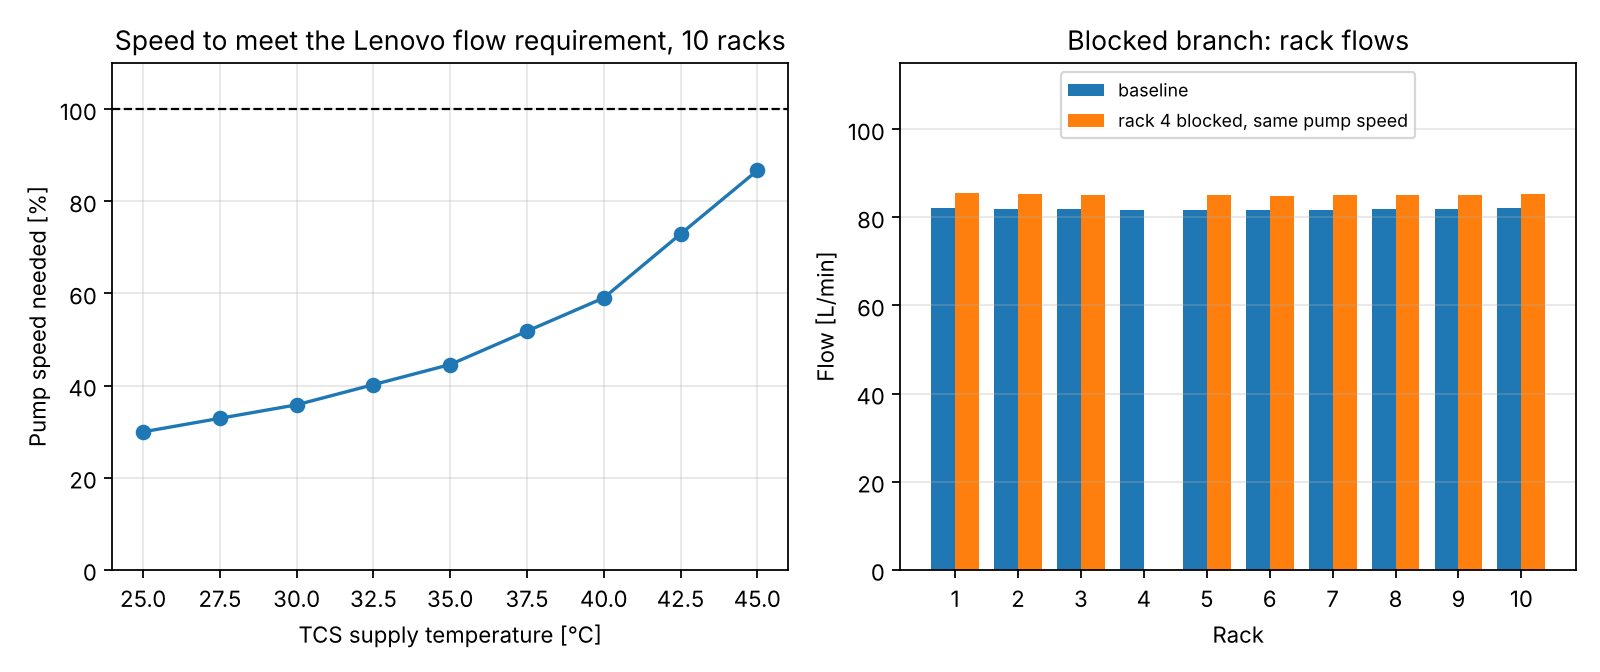 Speed to meet the Lenovo flow requirement, 10 racks
Pump speed needed [%]
100
80
60
40
20
0
25.0 27.5 30.0 32.5 35.0 37.5 40.0 42.5 45.0
TCS supply temperature [°C]
Blocked branch: rack flows
baseline
rack 4 blocked, same pump speed
Flow [L/min]
100
80
60
40
20
0
1 2 3 4 5 6 7 8 9 10
Rack